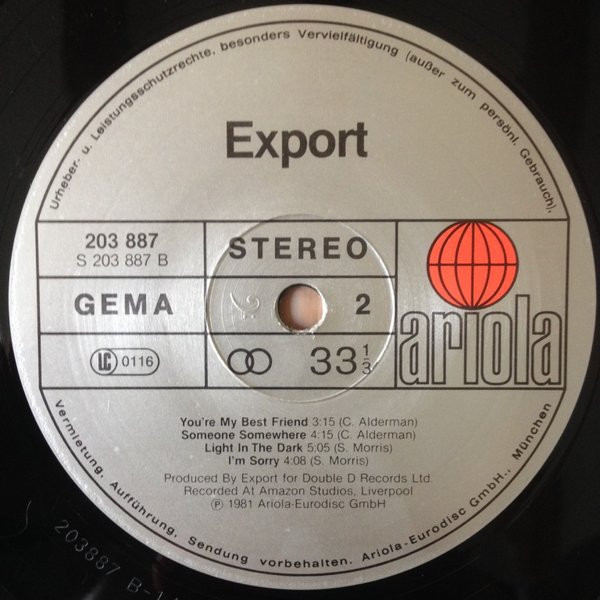 Urheber- u. Leistungsschutzrechte, besonders Vervielfältigung (außer zum persönl. Gebrauch),
Export
203 887
S 203 887 B
STEREO
GEMA
2
ariola
LC 0116
33 1/3
You're My Best Friend 3:15 (C. Alderman)
Someone Somewhere 4:15 (C. Alderman)
Light In The Dark 5:05 (S. Morris)
I'm Sorry 4:08 (S. Morris)
Produced By Export for Double D Records Ltd.
Recorded At Amazon Studios, Liverpool
℗ 1981 Ariola-Eurodisc GmbH
Vermietung, Aufführung, Sendung vorbehalten. Ariola-Eurodisc GmbH., München
203887 B-1